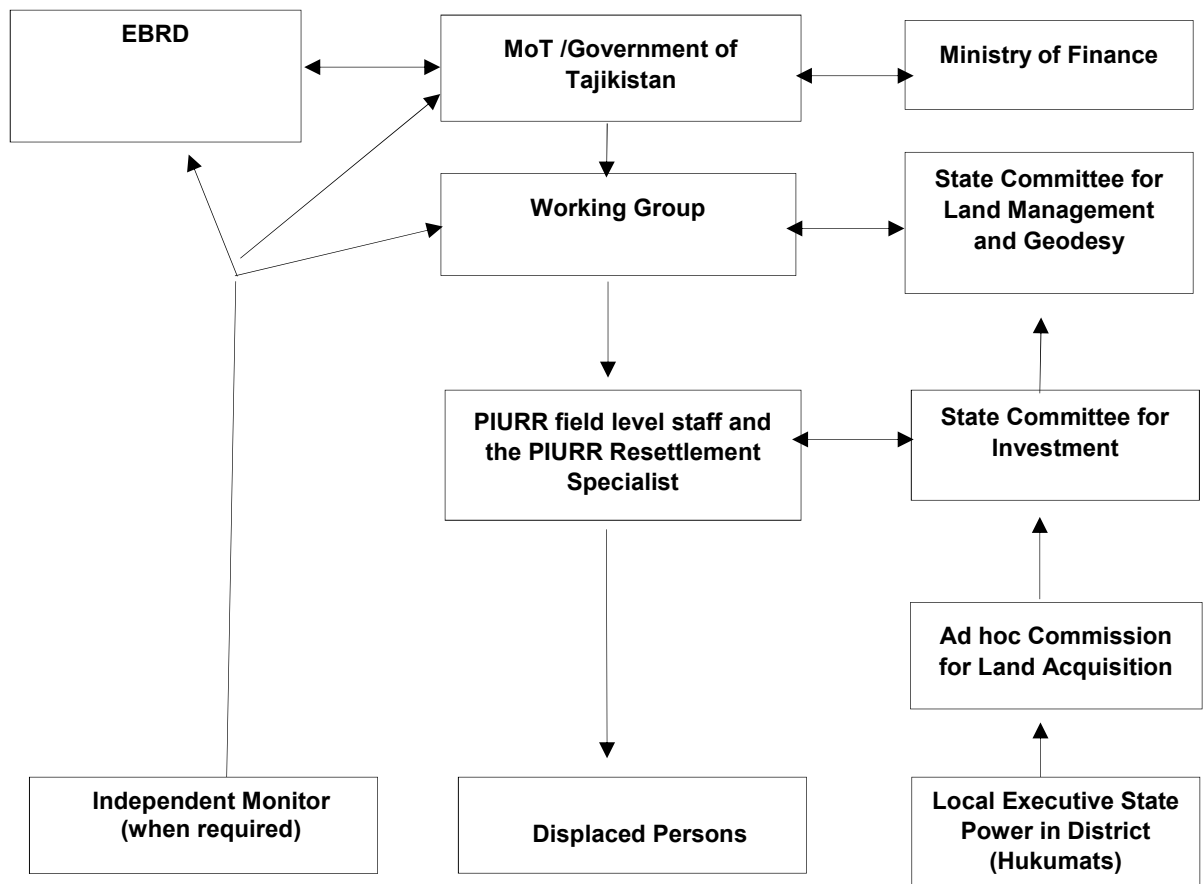 EBRD
MoT /Government of
Tajikistan
Ministry of Finance
Working Group
State Committee for
Land Management
and Geodesy
PIURR field level staff and
the PIURR Resettlement
Specialist
State Committee for
Investment
Ad hoc Commission
for Land Acquisition
Independent Monitor
(when required)
Displaced Persons
Local Executive State
Power in District
(Hukumats)